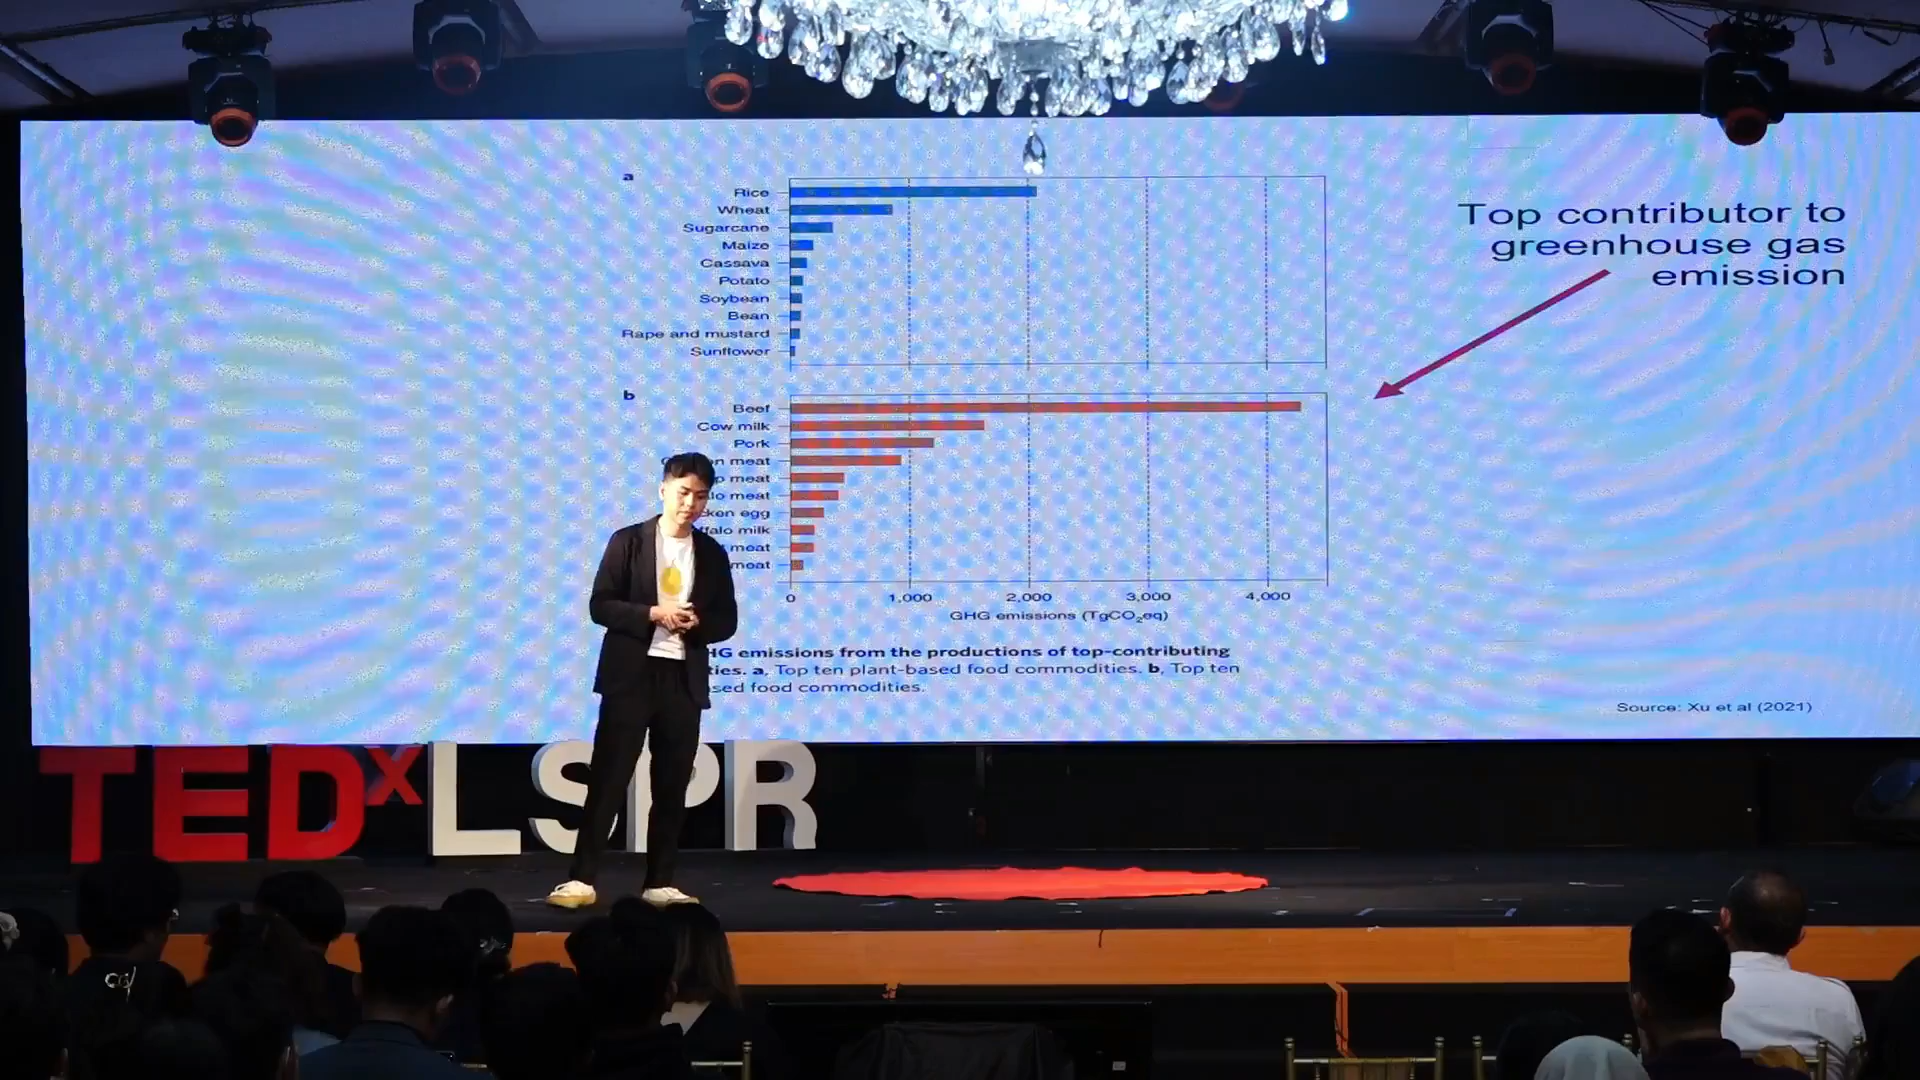 a
Rice
Wheat
Sugarcane
Maize
Cassava
Potato
Soybean
Bean
Rape and mustard
Sunflower
Top contributor to
greenhouse gas
emission
b
Beef
Cow milk
Pork
meat
meat
meat
egg
milk
meat
meat
0 1,000 2,000 3,000 4,000
GHG emissions (TgCO₂eq)
HG emissions from the productions of top-contributing
ties. a, Top ten plant-based food commodities. b, Top ten
sed food commodities.
Source: Xu et al (2021)
TEDxLSPR